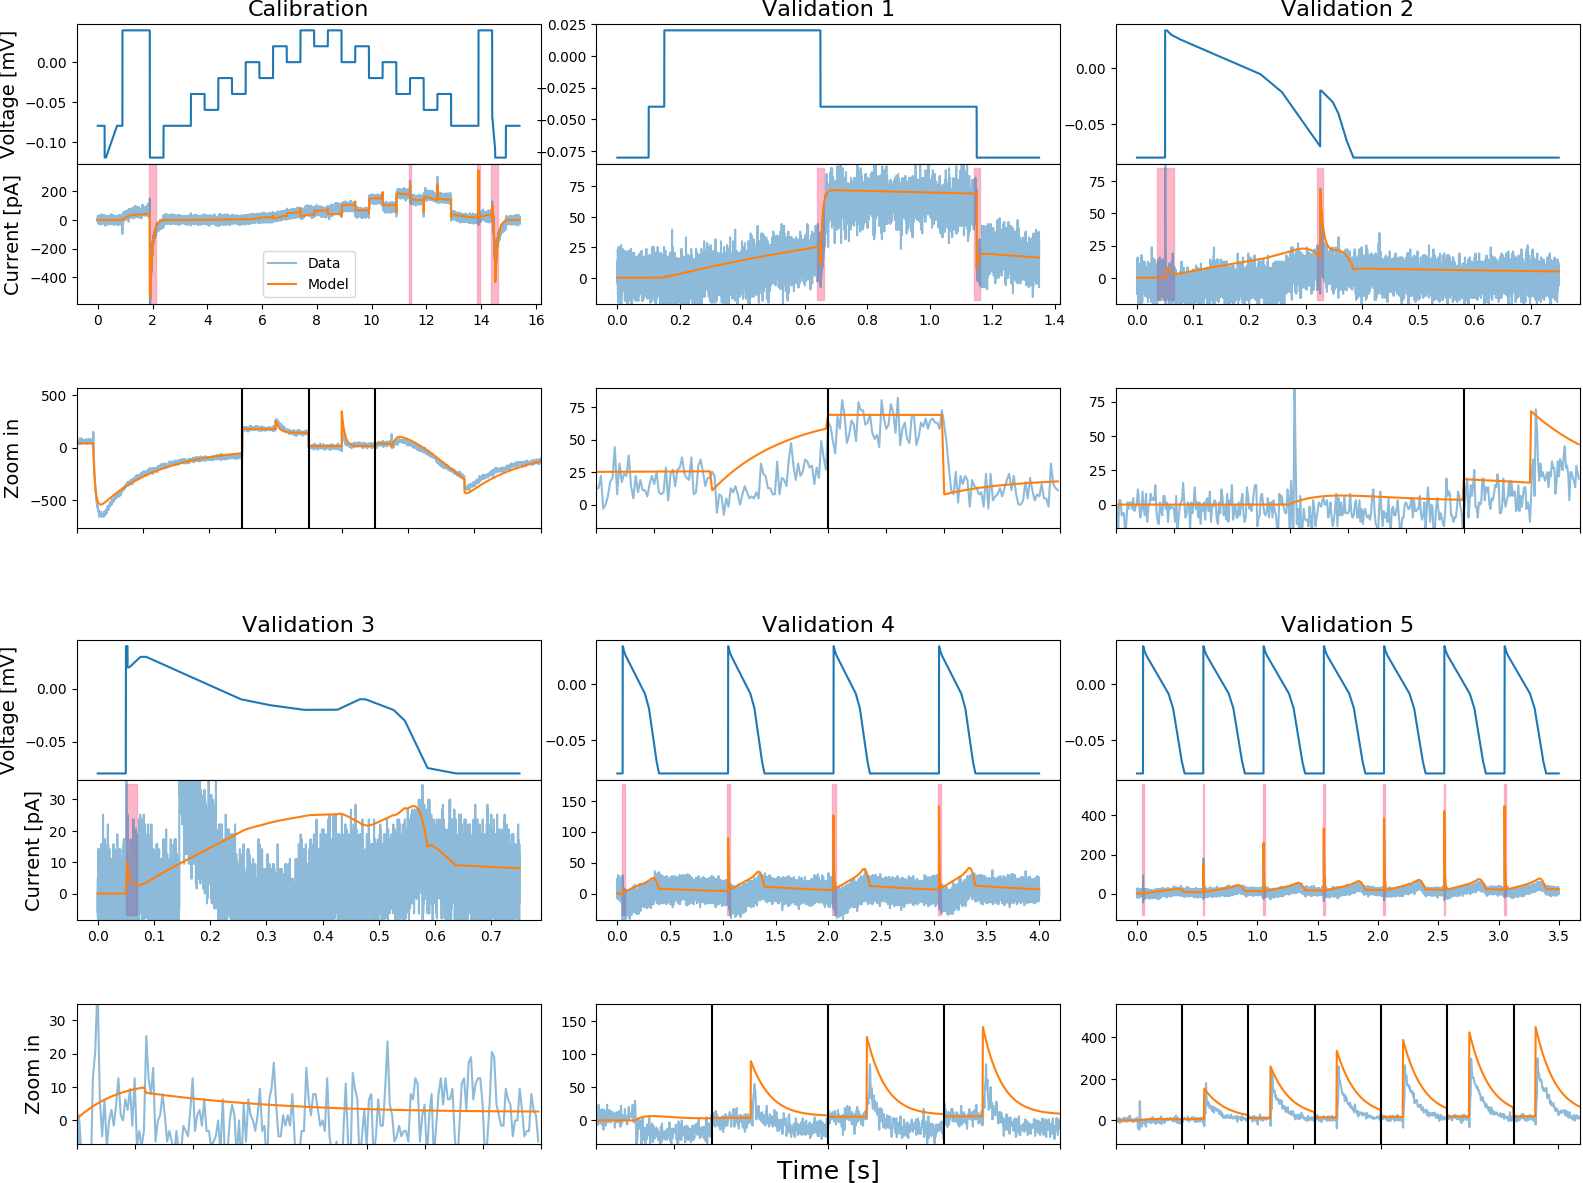 Calibration
Validation 1
Validation 2
Voltage [mV]
0.00
−0.05
−0.10
0.025
0.000
−0.025
−0.050
−0.075
0.00
−0.05
Current [pA]
200
0
−200
−400
Data
Model
75
50
25
0
75
50
25
0
0 2 4 6 8 10 12 14 16
0.0 0.2 0.4 0.6 0.8 1.0 1.2 1.4
0.0 0.1 0.2 0.3 0.4 0.5 0.6 0.7
Zoom in
500
0
−500
75
50
25
0
75
50
25
0
Validation 3
Validation 4
Validation 5
Voltage [mV]
0.00
−0.05
0.00
−0.05
0.00
−0.05
Current [pA]
30
20
10
0
150
100
50
0
400
200
0
0.0 0.1 0.2 0.3 0.4 0.5 0.6 0.7
0.0 0.5 1.0 1.5 2.0 2.5 3.0 3.5 4.0
0.0 0.5 1.0 1.5 2.0 2.5 3.0 3.5
Zoom in
30
20
10
0
150
100
50
0
400
200
0
Time [s]